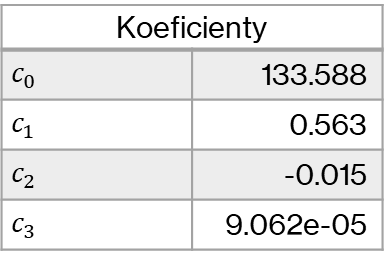 Koeficienty
c₀ 133.588
c₁ 0.563
c₂ -0.015
c₃ 9.062e-05